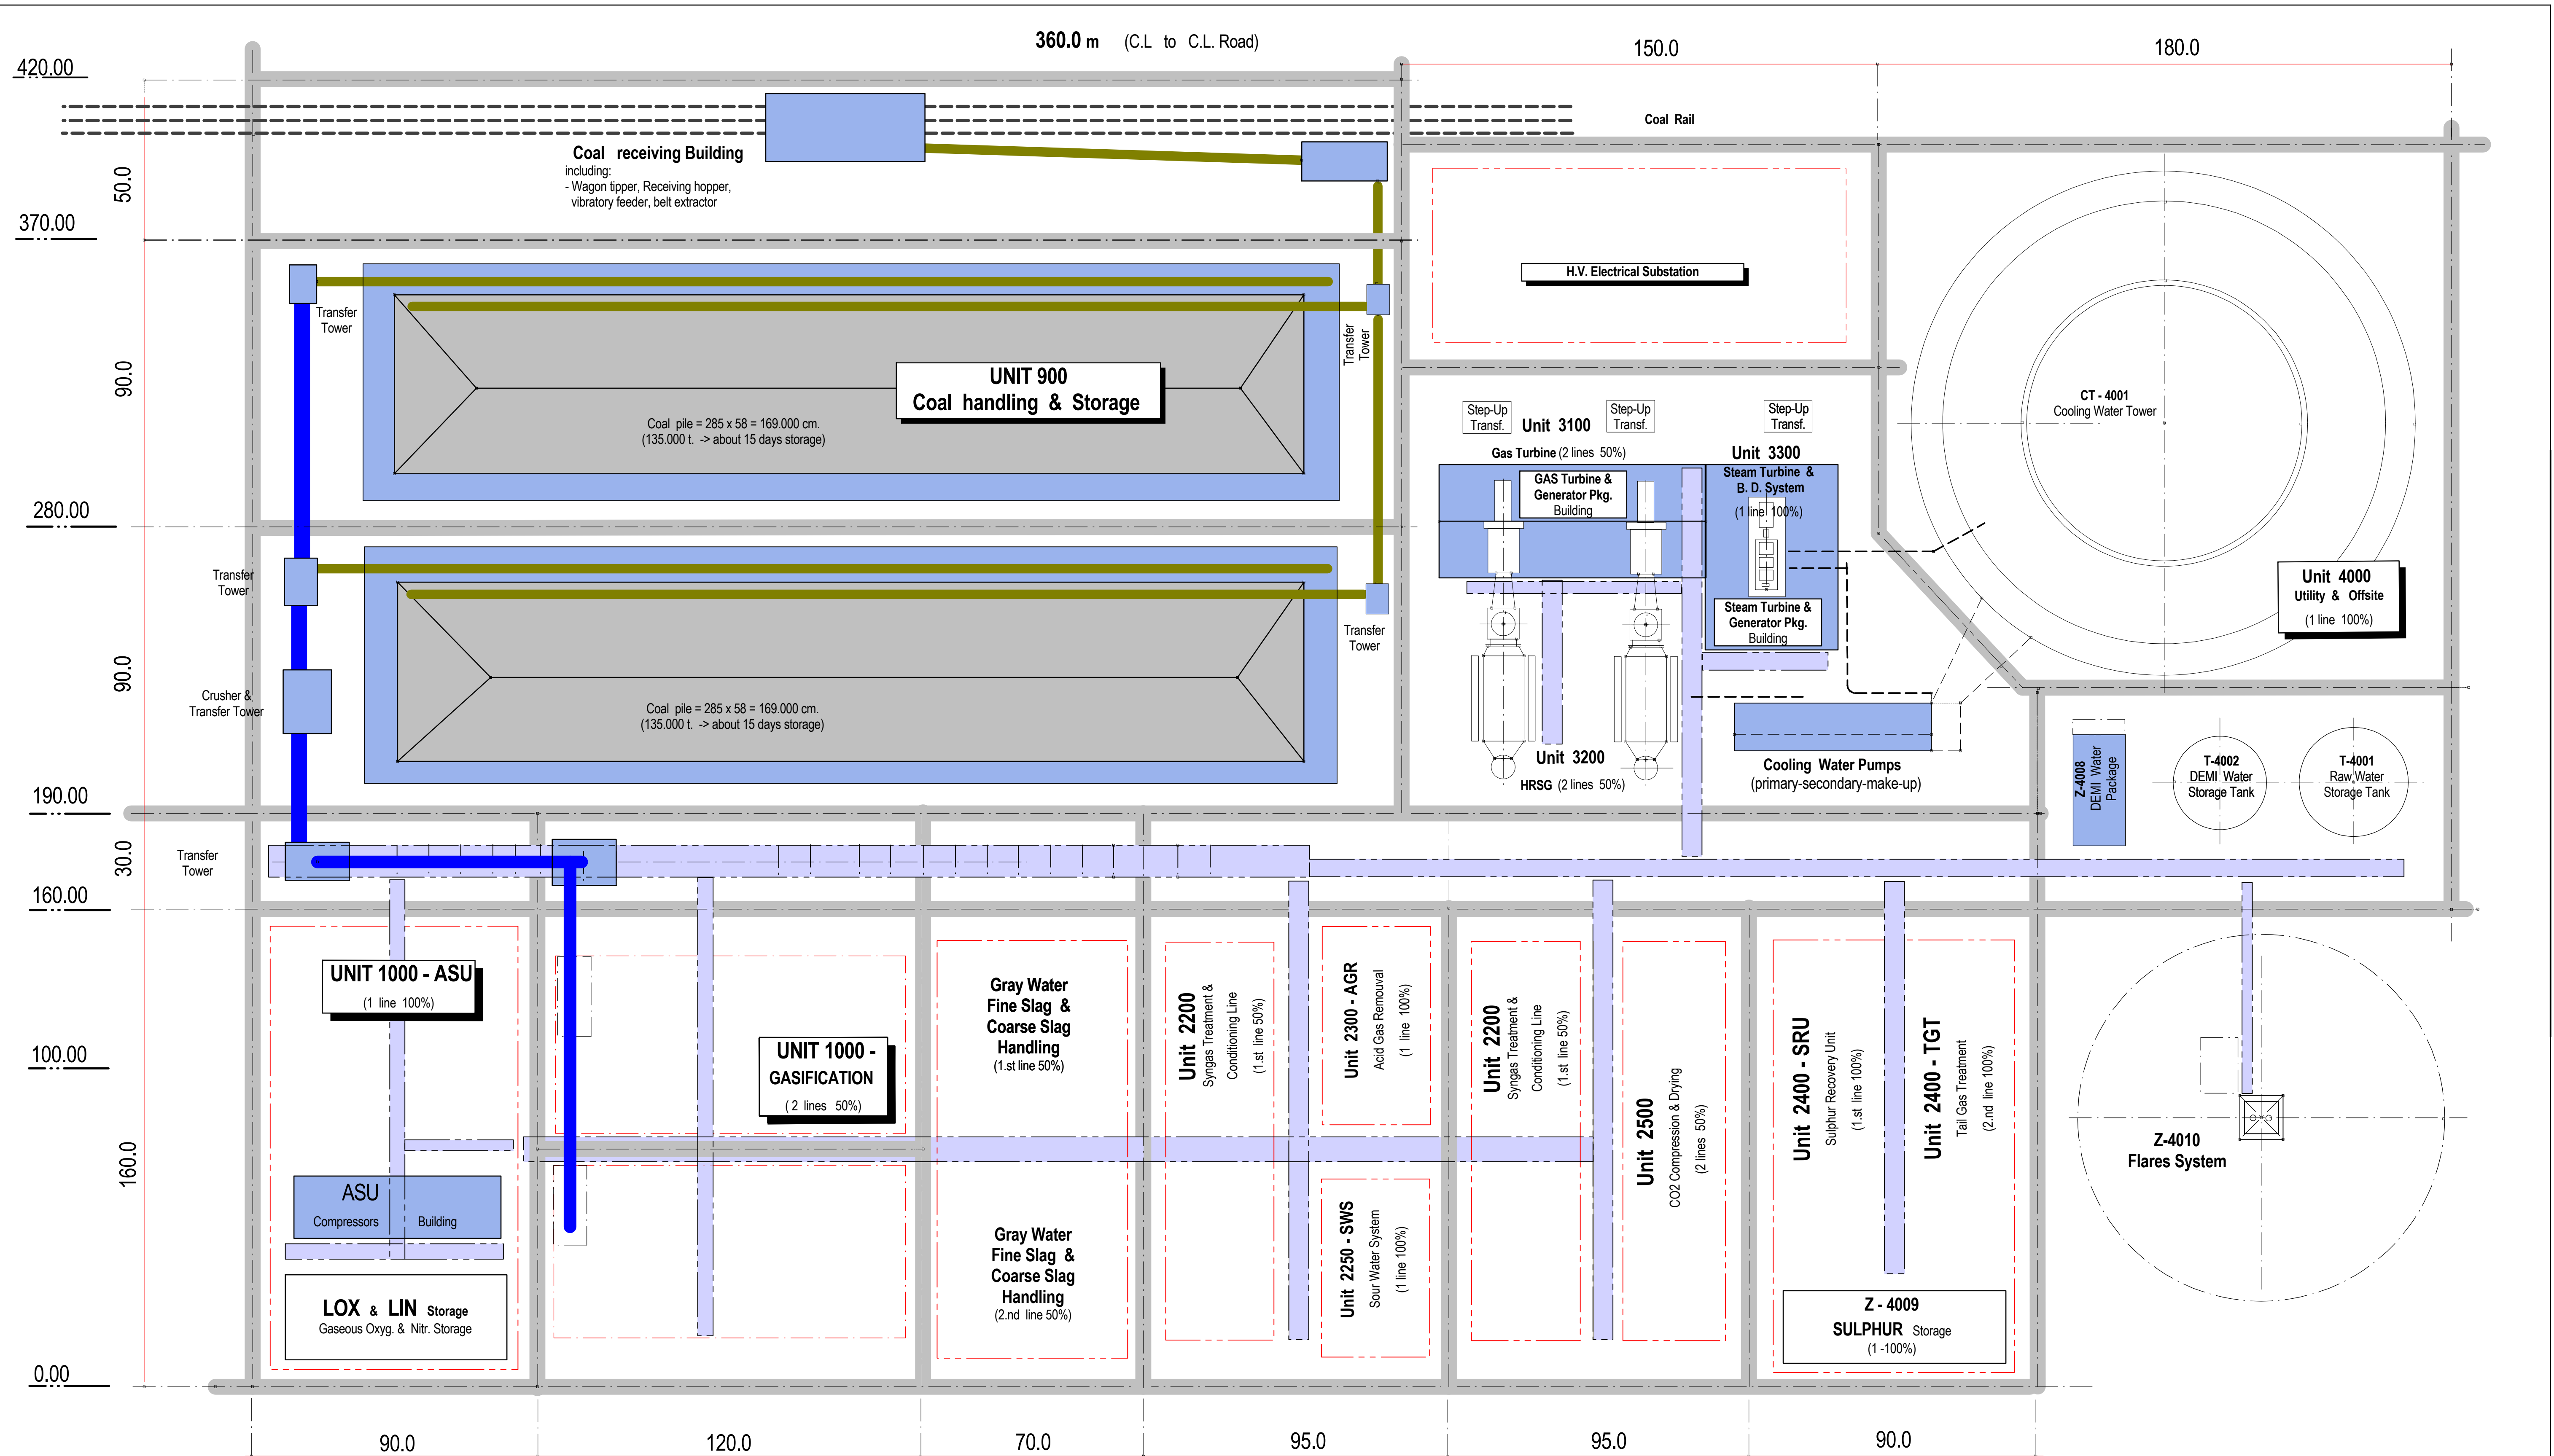 360.0 m (C.L to C.L. Road)
150.0
180.0
420.00
Coal Rail
Coal receiving Building
including:
- Wagon tipper, Receiving hopper,
vibratory feeder, belt extractor
50.0
370.00
H.V. Electrical Substation
Transfer
Tower
Transfer
Tower
UNIT 900
Coal handling & Storage
90.0
Coal pile = 285 x 58 = 169.000 cm.
(135.000 t. -> about 15 days storage)
CT - 4001
Cooling Water Tower
Step-Up
Transf.
Unit 3100
Step-Up
Transf.
Step-Up
Transf.
Gas Turbine (2 lines 50%)
Unit 3300
Steam Turbine &
B. D. System
(1 line 100%)
GAS Turbine &
Generator Pkg.
Building
280.00
Transfer
Tower
Unit 4000
Utility & Offsite
(1 line 100%)
Steam Turbine &
Generator Pkg.
Building
Transfer
Tower
90.0
Crusher &
Transfer Tower
Coal pile = 285 x 58 = 169.000 cm.
(135.000 t. -> about 15 days storage)
Unit 3200
HRSG (2 lines 50%)
Cooling Water Pumps
(primary-secondary-make-up)
Z-4008
DEMI Water
Package
T-4002
DEMI Water
Storage Tank
T-4001
Raw Water
Storage Tank
190.00
30.0
Transfer
Tower
160.00
UNIT 1000 - ASU
(1 line 100%)
UNIT 1000 -
GASIFICATION
( 2 lines 50%)
Gray Water
Fine Slag &
Coarse Slag
Handling
(1.st line 50%)
Unit 2200
Syngas Treatment &
Conditioning Line
(1.st line 50%)
Unit 2300 - AGR
Acid Gas Remouval
(1 line 100%)
Unit 2200
Syngas Treatment &
Conditioning Line
(1.st line 50%)
Unit 2500
CO2 Compression & Drying
(2 lines 50%)
Unit 2400 - SRU
Sulphur Recovery Unit
(1.st line 100%)
Unit 2400 - TGT
Tail Gas Treatment
(2.nd line 100%)
100.00
Z-4010
Flares System
160.0
ASU
Compressors Building
Gray Water
Fine Slag &
Coarse Slag
Handling
(2.nd line 50%)
Unit 2250 - SWS
Sour Water System
(1 line 100%)
LOX & LIN Storage
Gaseous Oxyg. & Nitr. Storage
Z - 4009
SULPHUR Storage
(1 -100%)
0.00
90.0
120.0
70.0
95.0
95.0
90.0